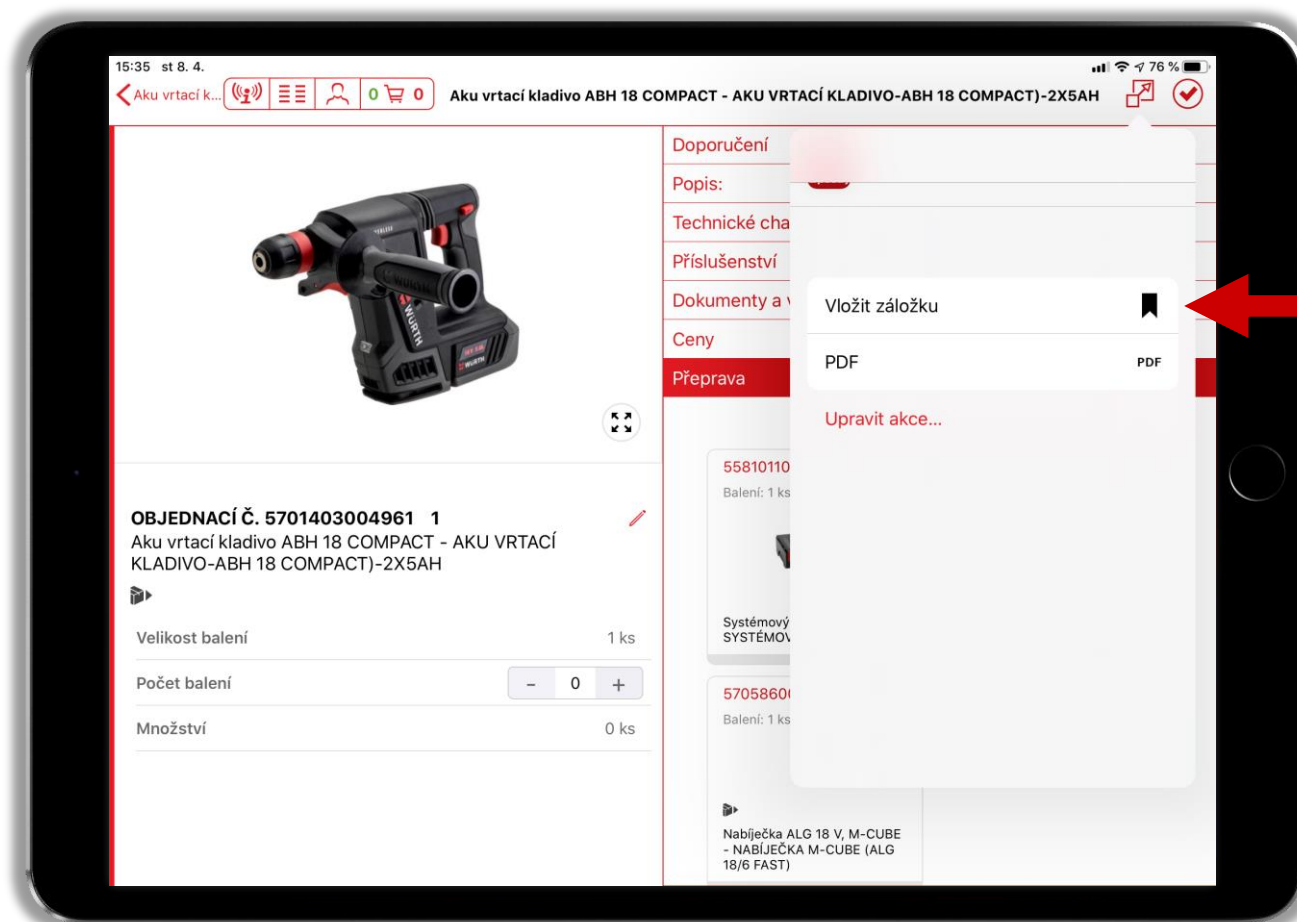 15:35 st 8. 4.
76 %
Aku vrtací k...
0
0
Aku vrtací kladivo ABH 18 COMPACT - AKU VRTACÍ KLADIVO-ABH 18 COMPACT)-2X5AH
WÜRTH
WÜRTH
WÜRTH
OBJEDNACÍ Č. 5701403004961 1
Aku vrtací kladivo ABH 18 COMPACT - AKU VRTACÍ
KLADIVO-ABH 18 COMPACT)-2X5AH
Velikost balení 1 ks
Počet balení - 0 +
Množství 0 ks
Doporučení
Popis:
Technické cha
Příslušenství
Dokumenty a v
Ceny
Přeprava
55810110
Balení: 1 ks
Systémový
SYSTÉMOV
5705860
Balení: 1 ks
Nabíječka ALG 18 V, M-CUBE
- NABÍJEČKA M-CUBE (ALG
18/6 FAST)
Vložit záložku
PDF PDF
Upravit akce...